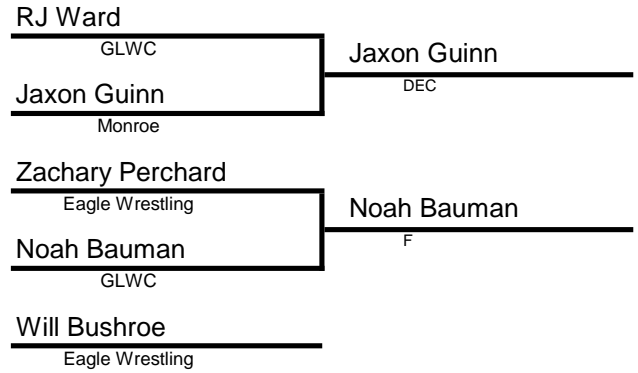 RJ Ward
GLWC
Jaxon Guinn
DEC
Jaxon Guinn
Monroe
Zachary Perchard
Eagle Wrestling
Noah Bauman
F
Noah Bauman
GLWC
Will Bushroe
Eagle Wrestling